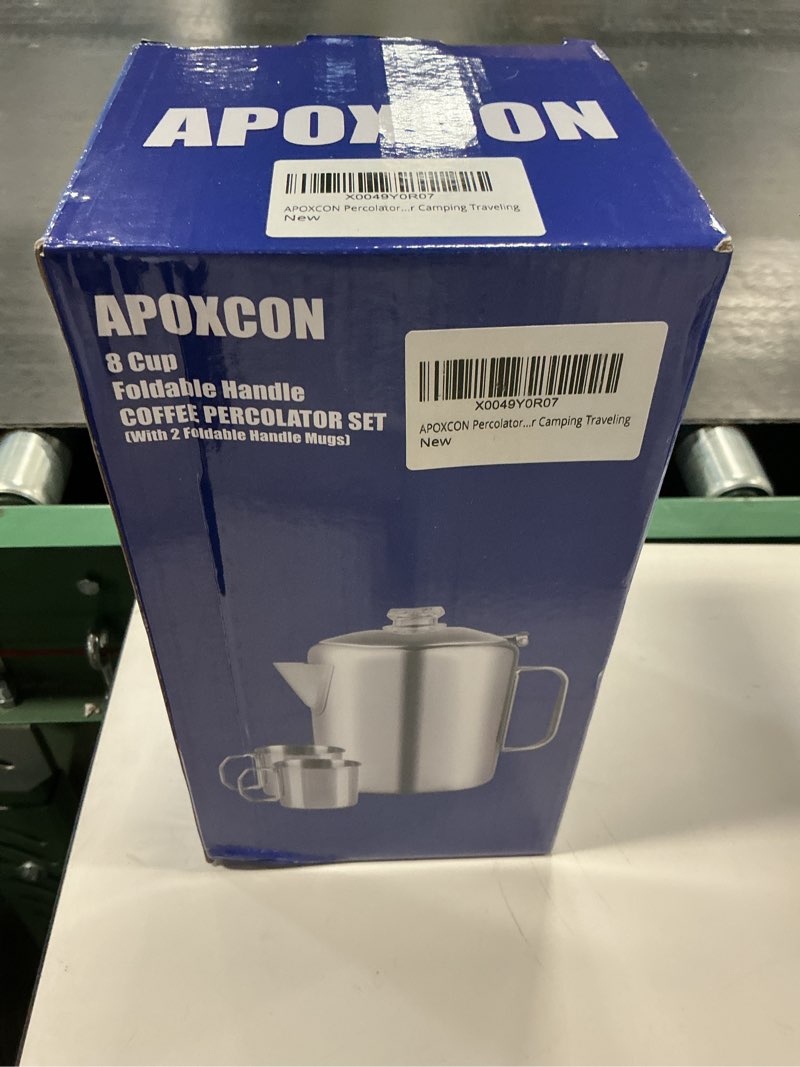 APOXCON
X0049Y0R07
APOXCON Percolator...r Camping Traveling
New
APOXCON
8 Cup
Foldable Handle
COFFEE PERCOLATOR SET
(With 2 Foldable Handle Mugs)
X0049Y0R07
APOXCON Percolator...r Camping Traveling
New